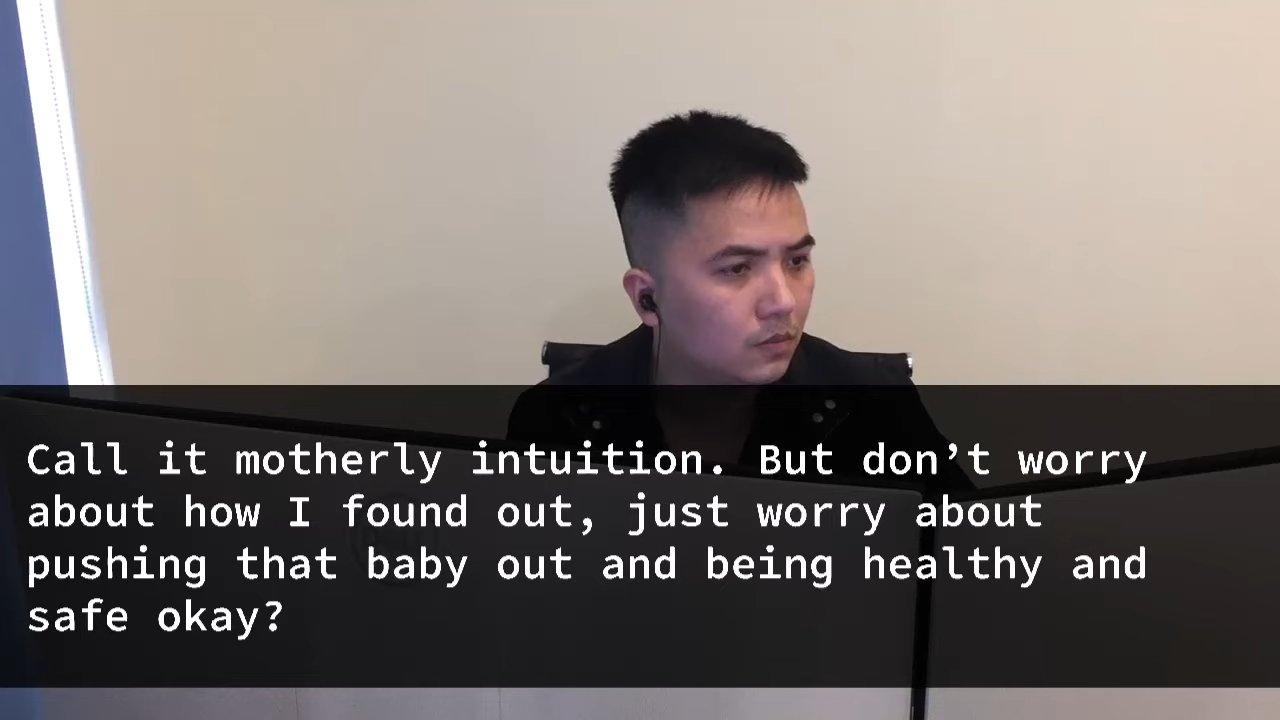 Call it motherly intuition. But don’t worry
about how I found out, just worry about
pushing that baby out and being healthy and
safe okay?